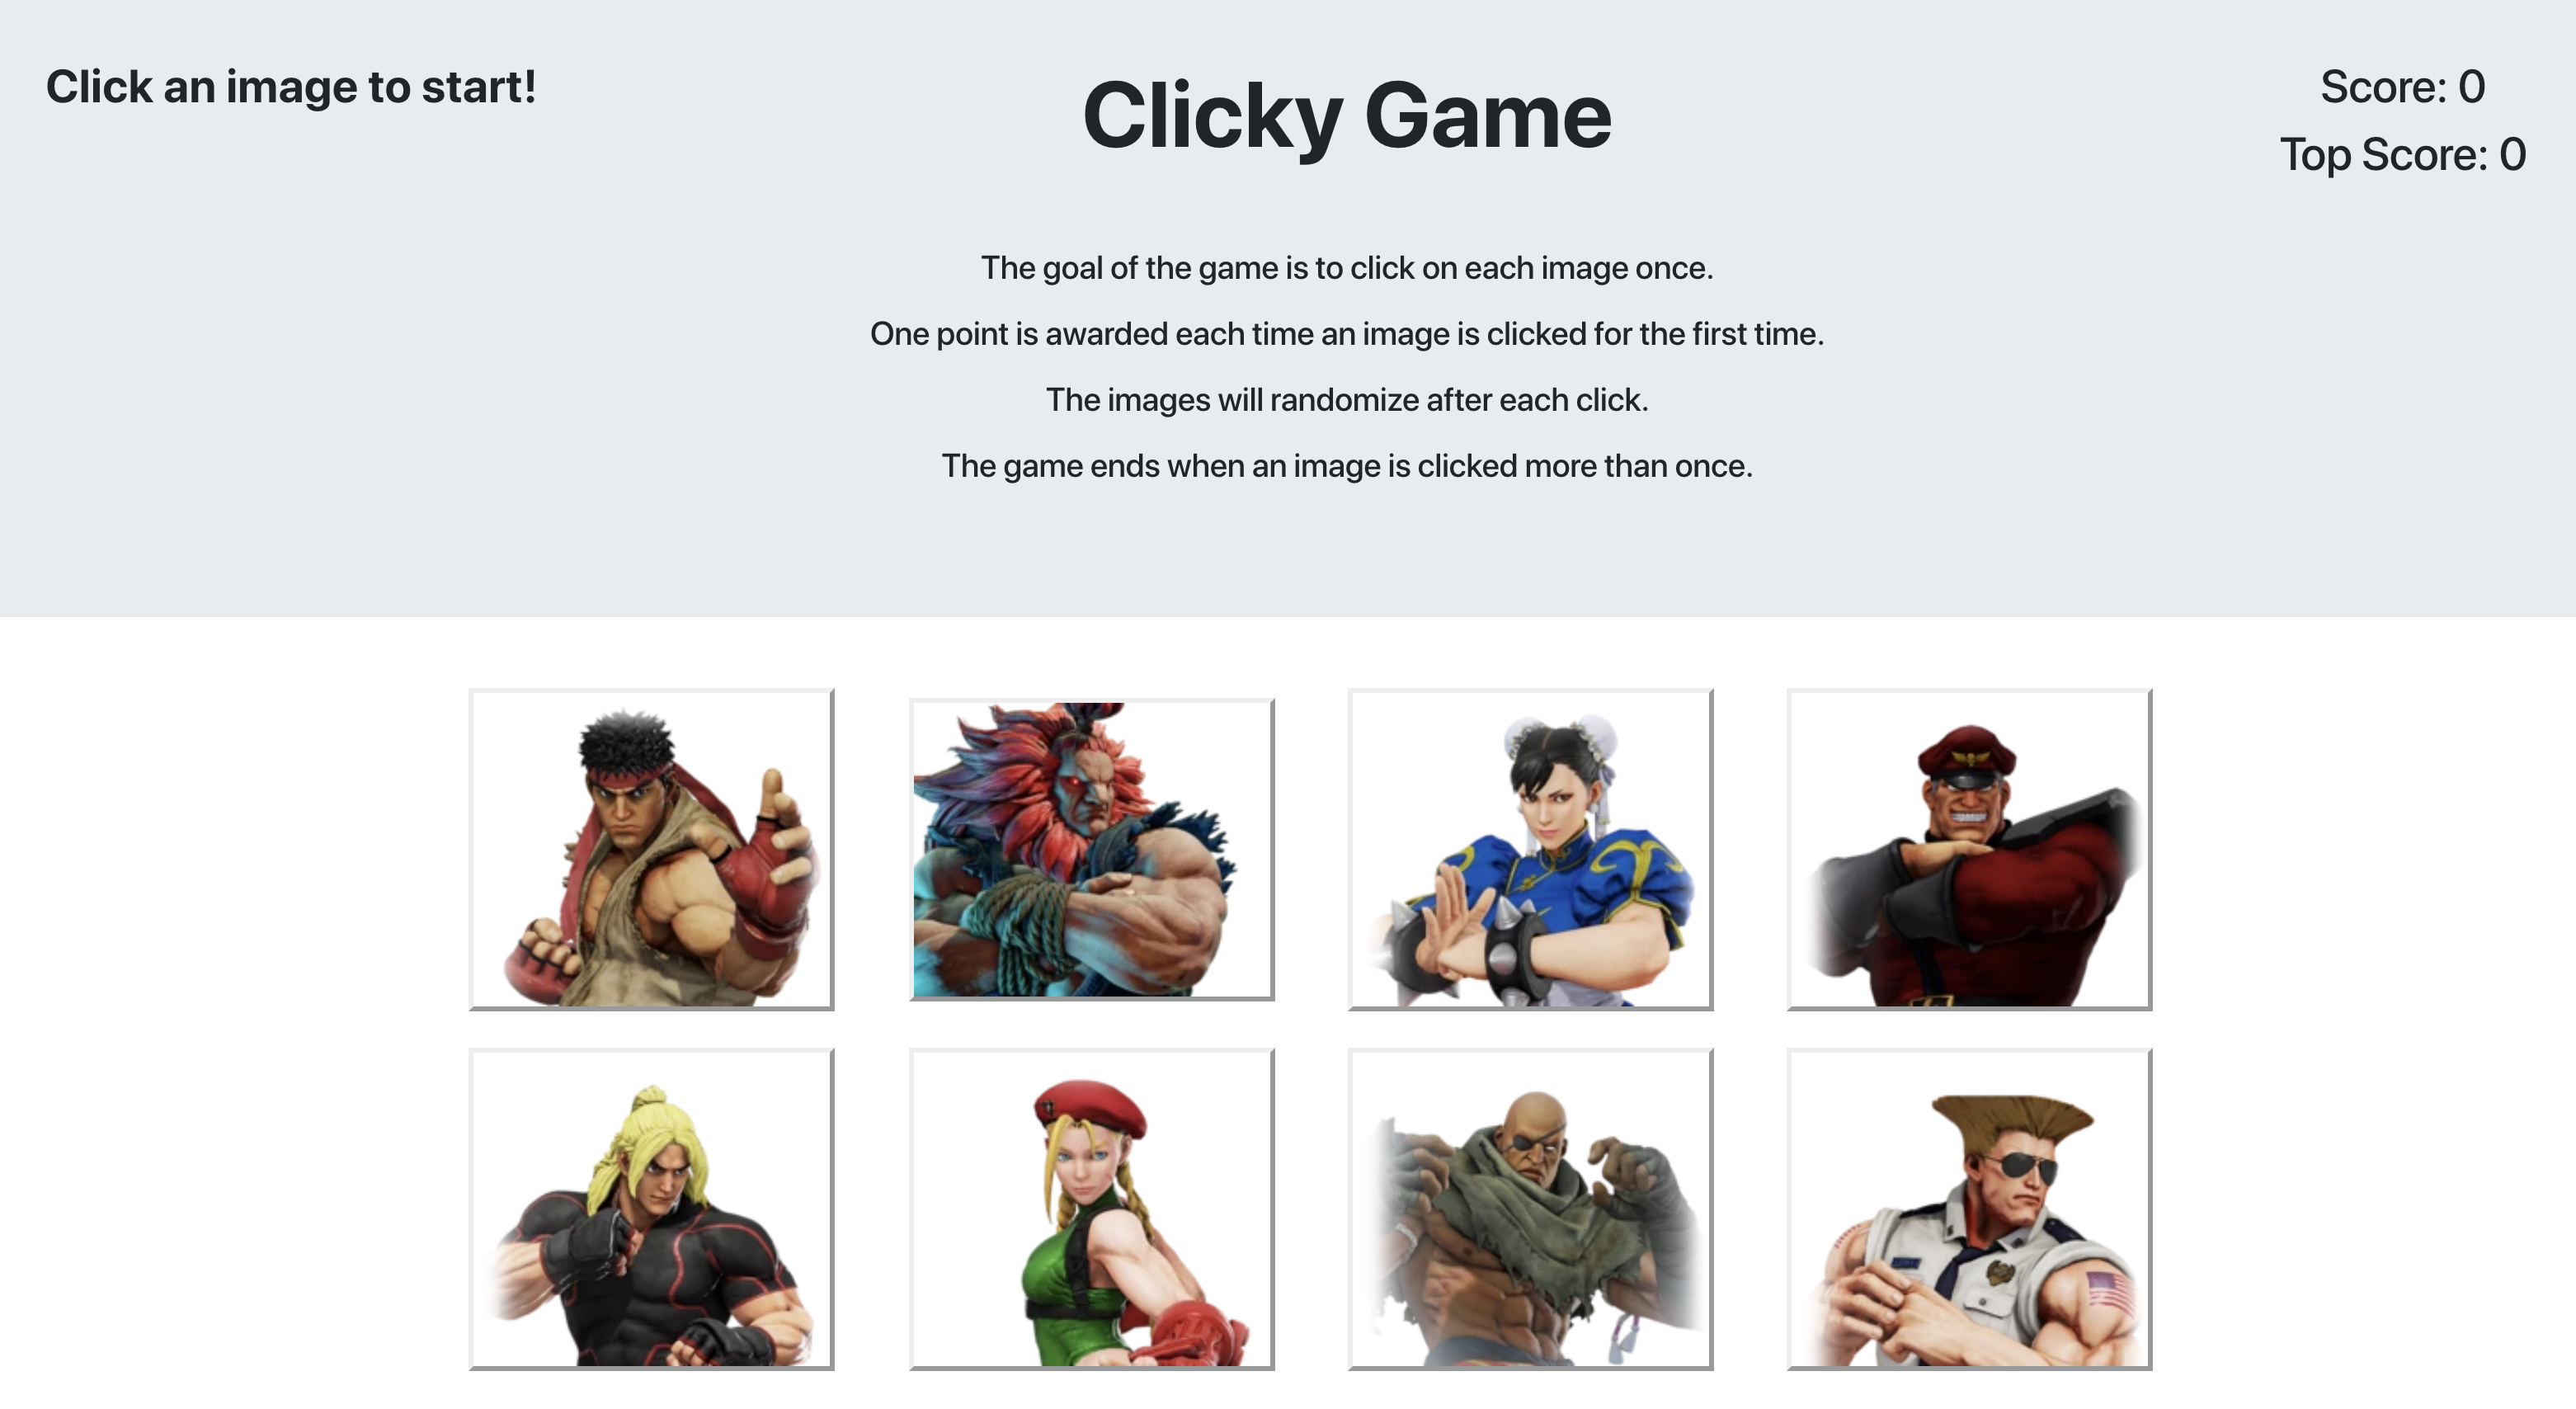 Click an image to start!
Clicky Game
Score: 0
Top Score: 0
The goal of the game is to click on each image once.
One point is awarded each time an image is clicked for the first time.
The images will randomize after each click.
The game ends when an image is clicked more than once.